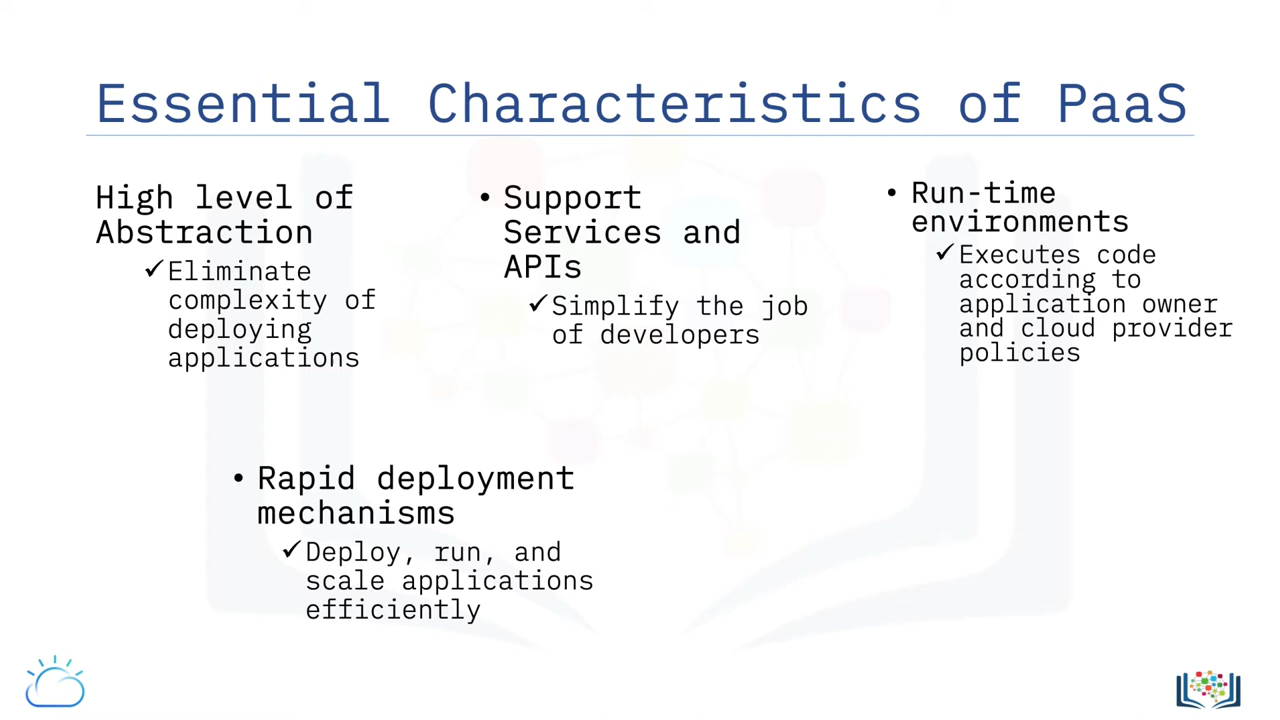 Essential Characteristics of PaaS
High level of
Abstraction
✓Eliminate
complexity of
deploying
applications
• Support
Services and
APIs
✓Simplify the job
of developers
• Run-time
environments
✓Executes code
according to
application owner
and cloud provider
policies
• Rapid deployment
mechanisms
✓Deploy, run, and
scale applications
efficiently